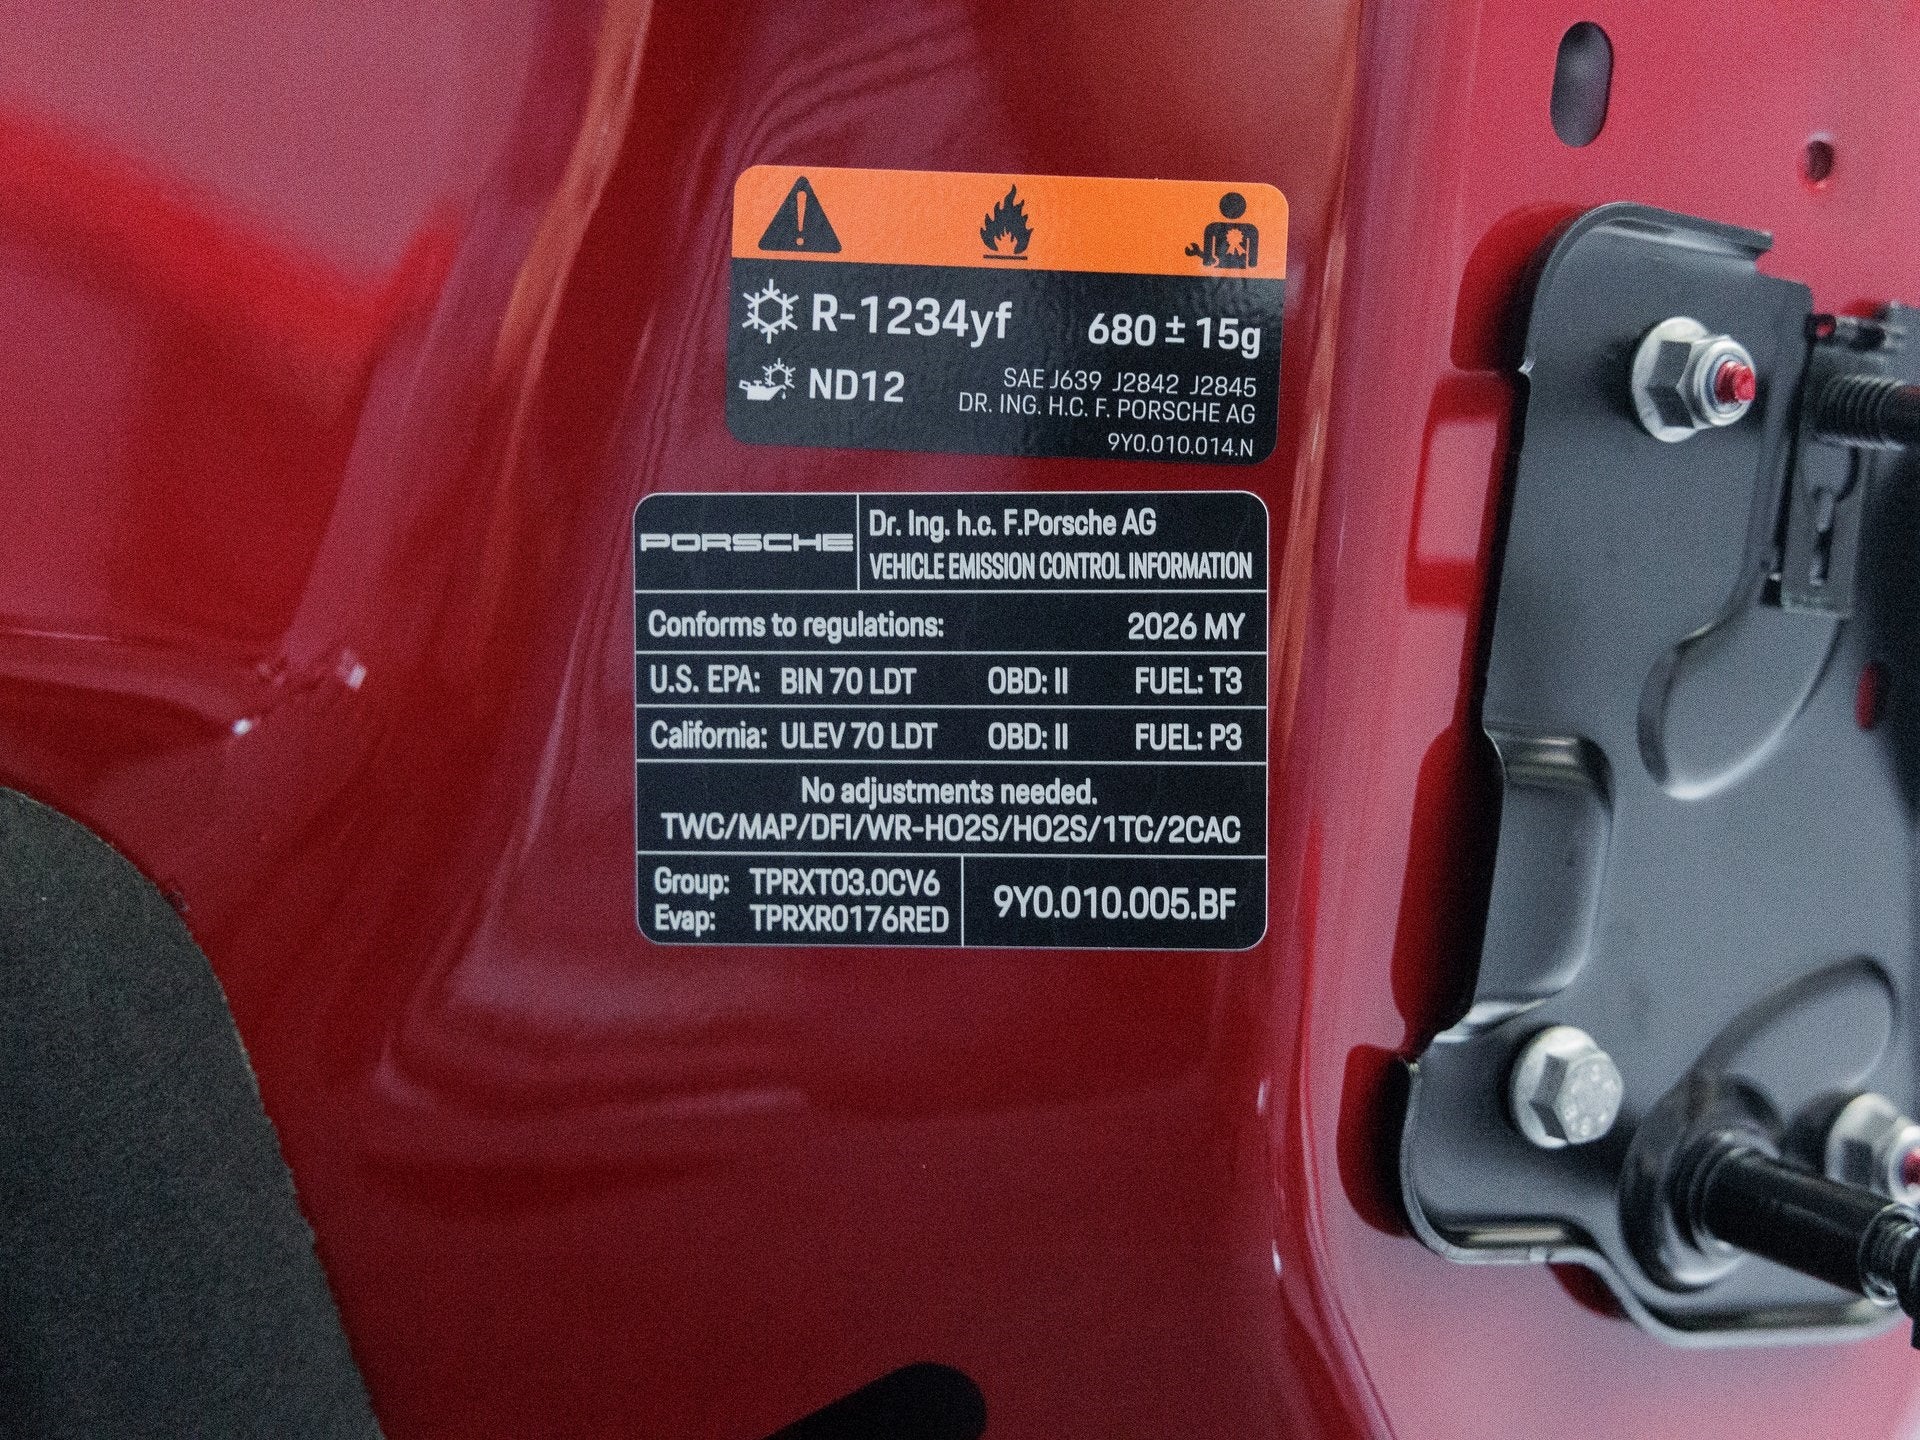 R-1234yf 680 ± 15g
ND12 SAE J639 J2842 J2845
DR. ING. H.C. F. PORSCHE AG
9Y0.010.014.N
PORSCHE
Dr. Ing. h.c. F.Porsche AG
VEHICLE EMISSION CONTROL INFORMATION
Conforms to regulations: 2026 MY
U.S. EPA: BIN 70 LDT OBD: II FUEL: T3
California: ULEV 70 LDT OBD: II FUEL: P3
No adjustments needed.
TWC/MAP/DFI/WR-HO2S/HO2S/1TC/2CAC
Group: TPRXT03.0CV6
Evap: TPRXR0176RED
9Y0.010.005.BF